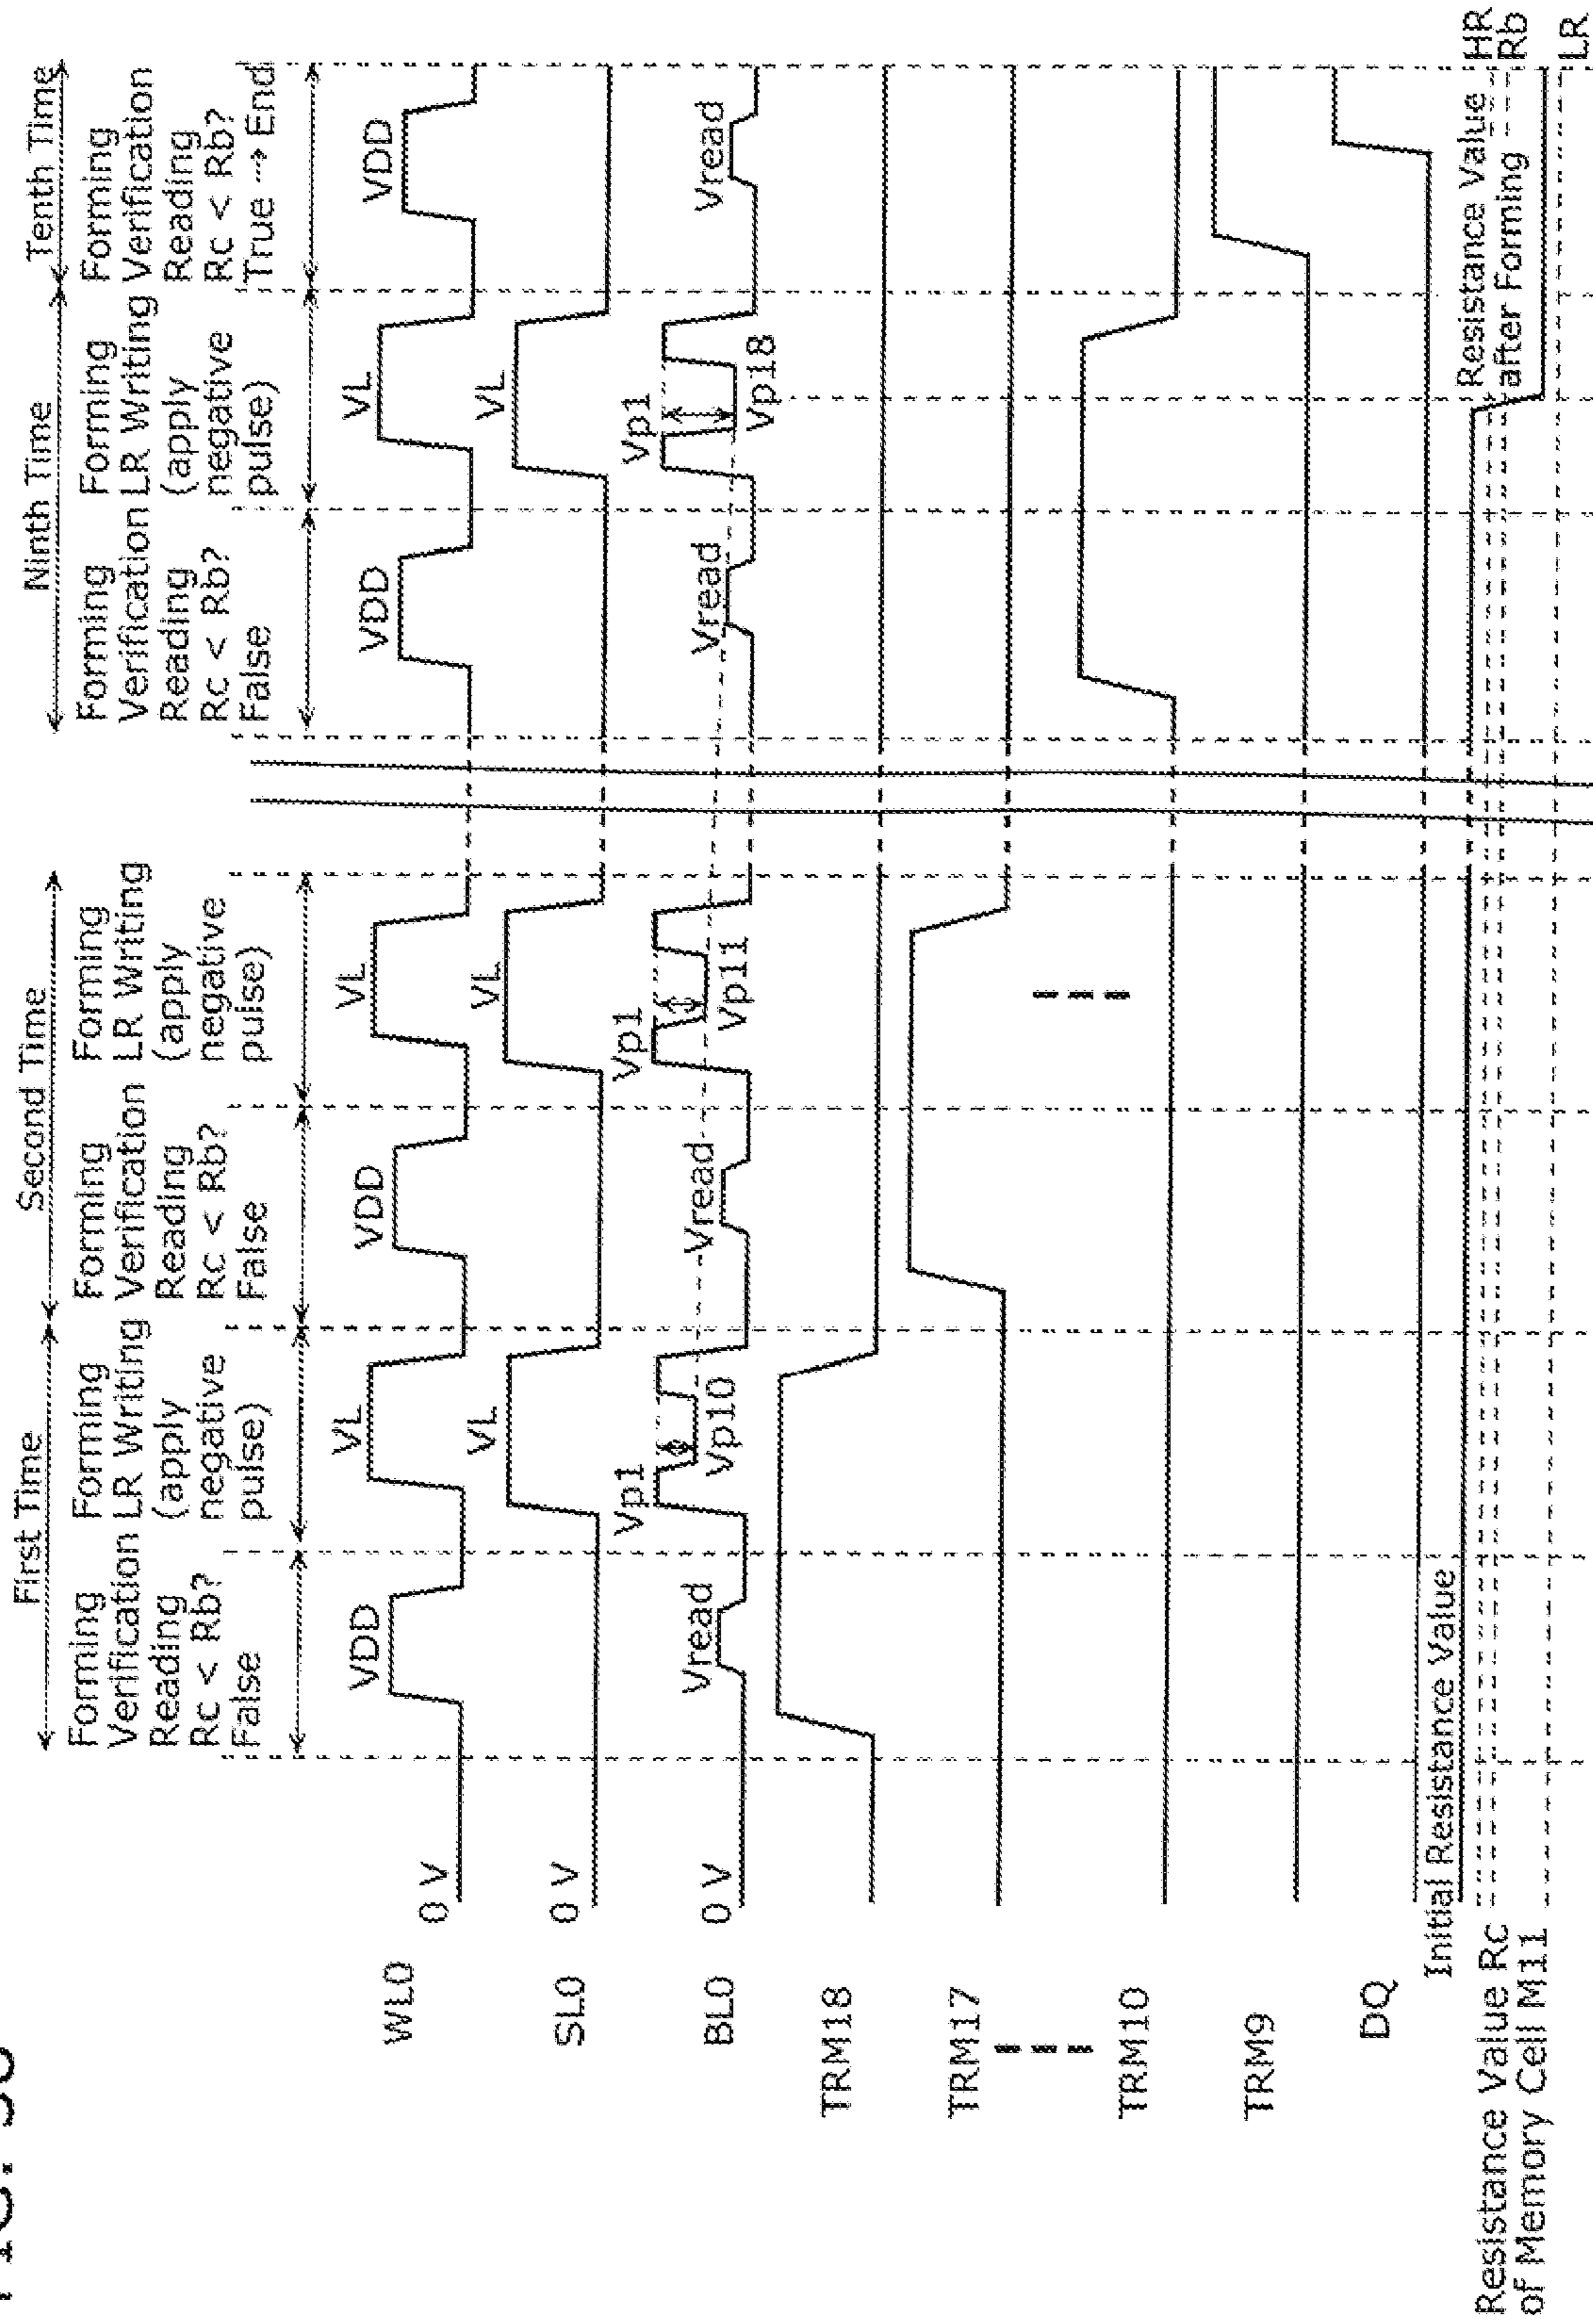 First Time
Second Time
Ninth Time
Tenth Time
Forming
Verification
Reading
Rc < Rb?
False
Forming
LR Writing
(apply
negative
pulse)
Forming
Verification
Reading
Rc < Rb?
False
Forming
LR Writing
(apply
negative
pulse)
Forming
Verification
Reading
Rc < Rb?
False
Forming
LR Writing
(apply
negative
pulse)
Forming
Verification
Reading
Rc < Rb?
True → End
WL0
0 V
VDD
VL
VDD
VL
VDD
VL
VDD
SL0
0 V
VL
VL
VL
BL0
0 V
Vread
Vp1
Vp10
Vread
Vp1
Vp11
Vread
Vp1
Vp18
Vread
TRM18
TRM17
TRM10
TRM9
DQ
Initial Resistance Value
Resistance Value Rc
of Memory Cell M11
Resistance Value
after Forming
HR
Rb
LR